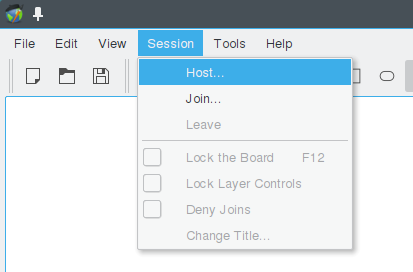 File Edit View Session Tools Help
Host...
Join...
Leave
Lock the Board F12
Lock Layer Controls
Deny Joins
Change Title...